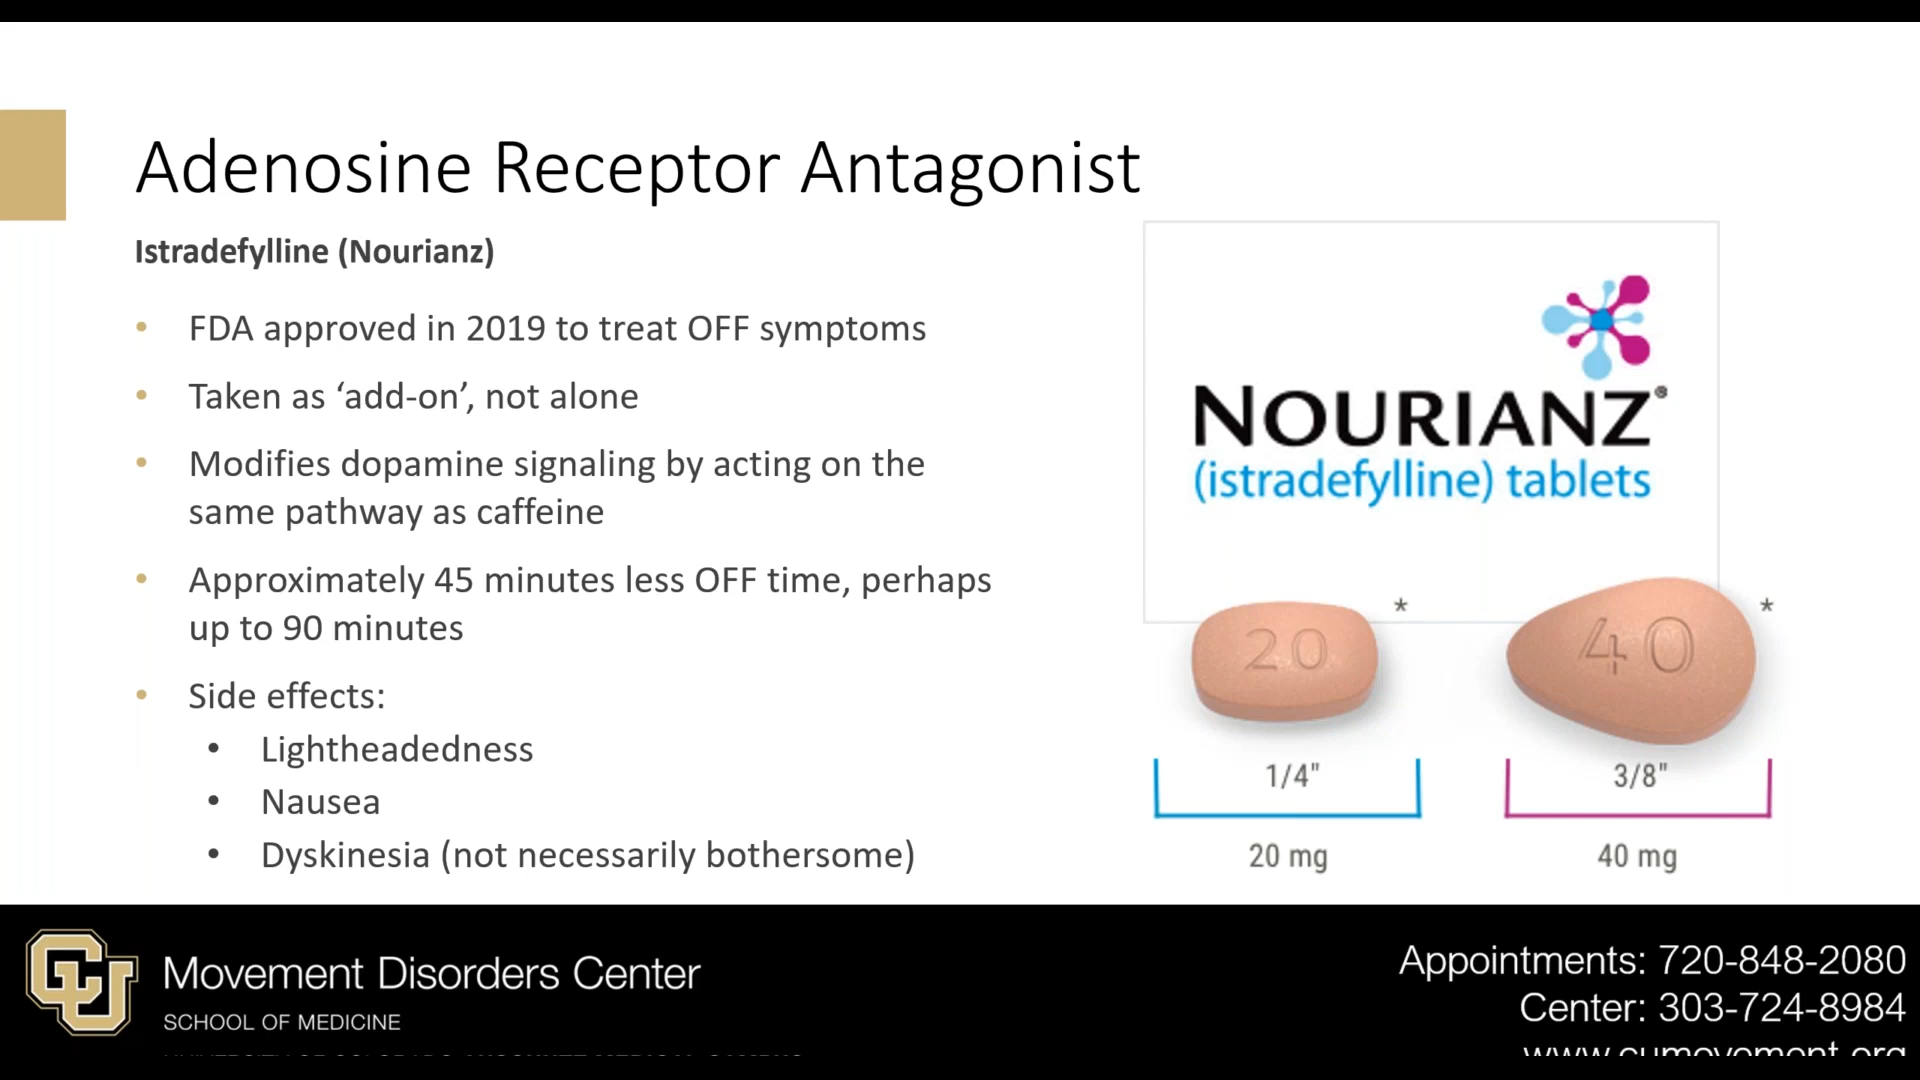 Adenosine Receptor Antagonist
Istradefylline (Nourianz)
• FDA approved in 2019 to treat OFF symptoms
• Taken as ‘add-on’, not alone
• Modifies dopamine signaling by acting on the
same pathway as caffeine
• Approximately 45 minutes less OFF time, perhaps
up to 90 minutes
• Side effects:
• Lightheadedness
• Nausea
• Dyskinesia (not necessarily bothersome)
NOURIANZ®
(istradefylline) tablets
20 *
40 *
1/4"
3/8"
20 mg
40 mg
CU
Movement Disorders Center
SCHOOL OF MEDICINE
Appointments: 720-848-2080
Center: 303-724-8984
www.cumovement.org